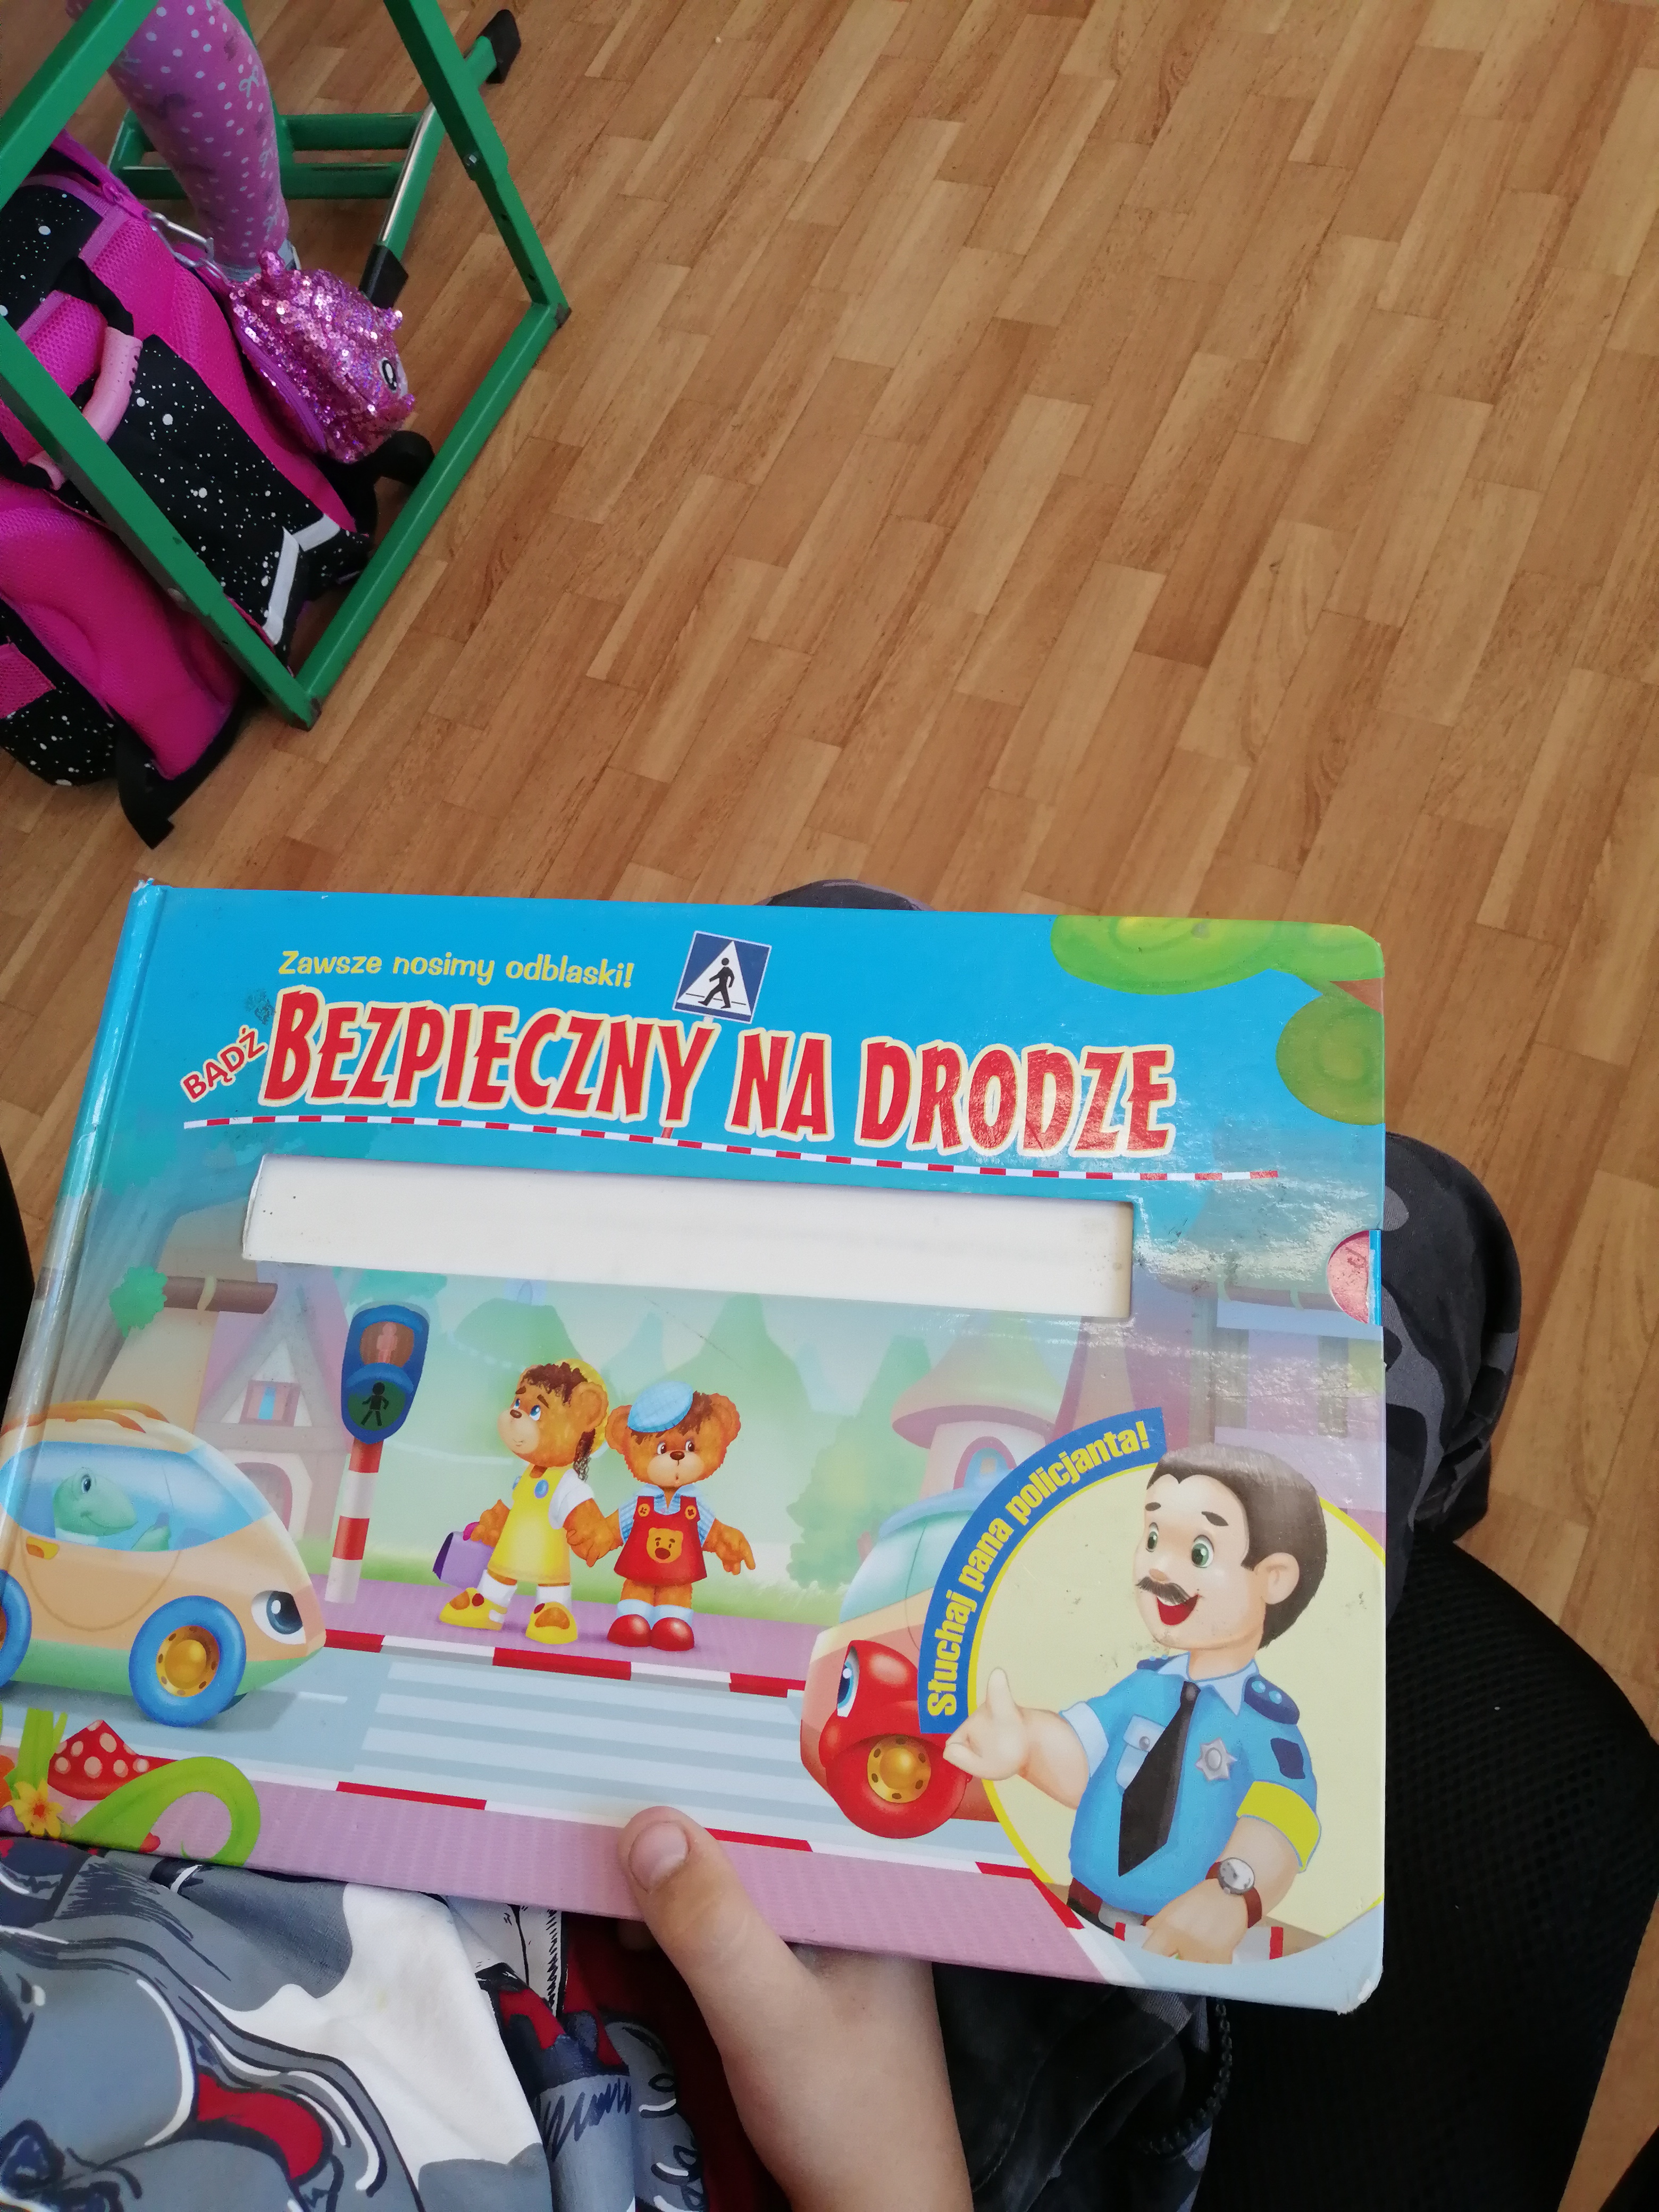 Zawsze nosimy odblaski!
BĄDŹ
BEZPIECZNY NA DRODZE
Słuchaj pana policjanta!